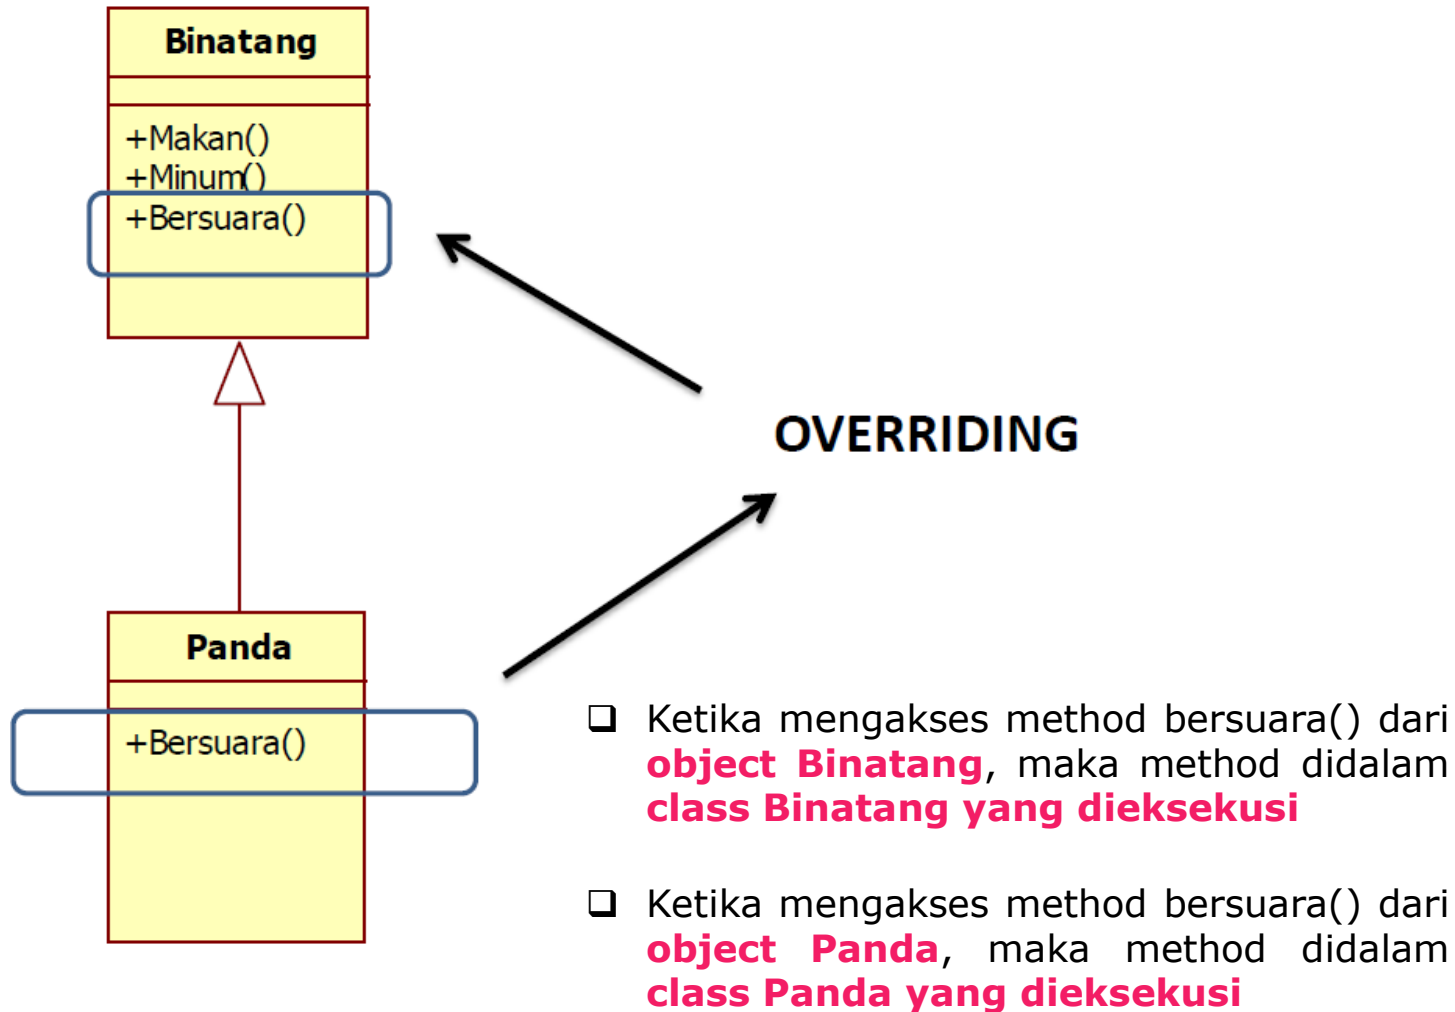 Binatang
+Makan()
+Minum()
+Bersuara()
OVERRIDING
Panda
+Bersuara()
❑ Ketika mengakses method bersuara() dari
object Binatang, maka method didalam
class Binatang yang dieksekusi
❑ Ketika mengakses method bersuara() dari
object Panda, maka method didalam
class Panda yang dieksekusi